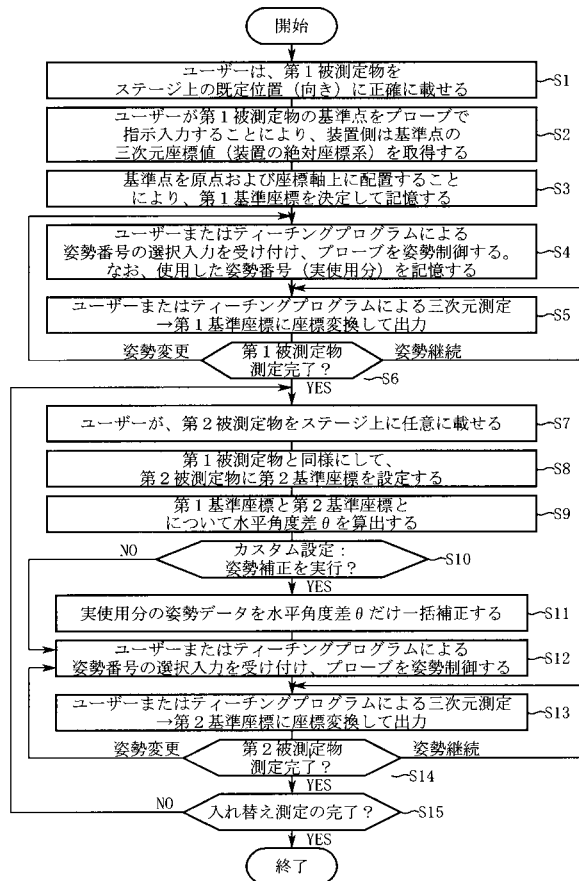 開始
ユーザーは、第1被測定物を
ステージ上の既定位置（向き）に正確に載せる
S1
ユーザーが第1被測定物の基準点をプローブで
指示入力することにより、装置側は基準点の
三次元座標値（装置の絶対座標系）を取得する
S2
基準点を原点および座標軸上に配置すること
により、第1基準座標を決定して記憶する
S3
ユーザーまたはティーチングプログラムによる
姿勢番号の選択入力を受け付け、プローブを姿勢制御する。
なお、使用した姿勢番号（実使用分）を記憶する
S4
ユーザーまたはティーチングプログラムによる三次元測定
→第1基準座標に座標変換して出力
S5
姿勢変更
第1被測定物
測定完了？
姿勢継続
S6
YES
ユーザーが、第2被測定物をステージ上に任意に載せる
S7
第1被測定物と同様にして、
第2被測定物に第2基準座標を設定する
S8
第1基準座標と第2基準座標と
について水平角度差θを算出する
S9
NO
カスタム設定：
姿勢補正を実行？
S10
YES
実使用分の姿勢データを水平角度差θだけ一括補正する
S11
ユーザーまたはティーチングプログラムによる
姿勢番号の選択入力を受け付け、プローブを姿勢制御する
S12
ユーザーまたはティーチングプログラムによる三次元測定
→第2基準座標に座標変換して出力
S13
姿勢変更
第2被測定物
測定完了？
姿勢継続
S14
YES
NO
入れ替え測定の完了？
S15
YES
終了